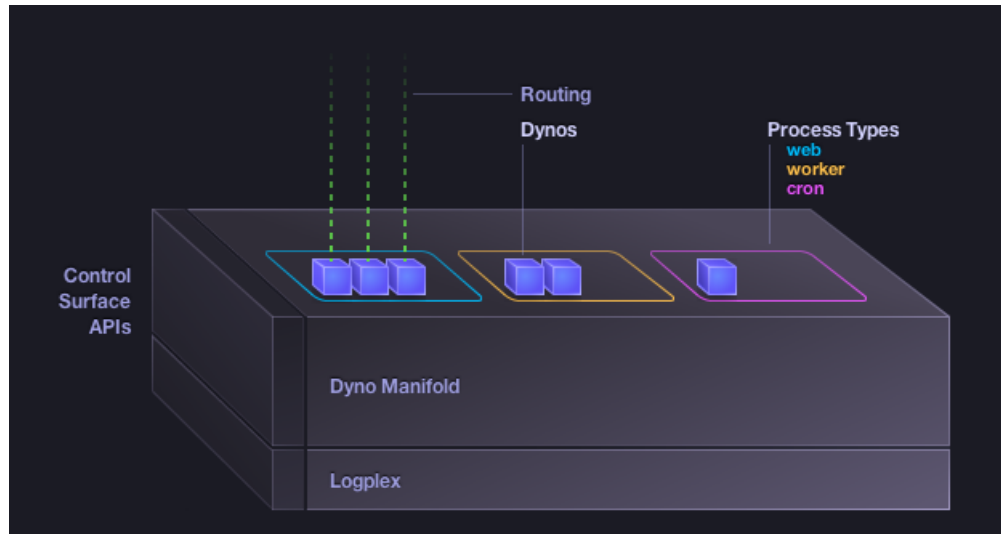 Routing
Dynos
Process Types
web
worker
cron
Control
Surface
APIs
Dyno Manifold
Logplex